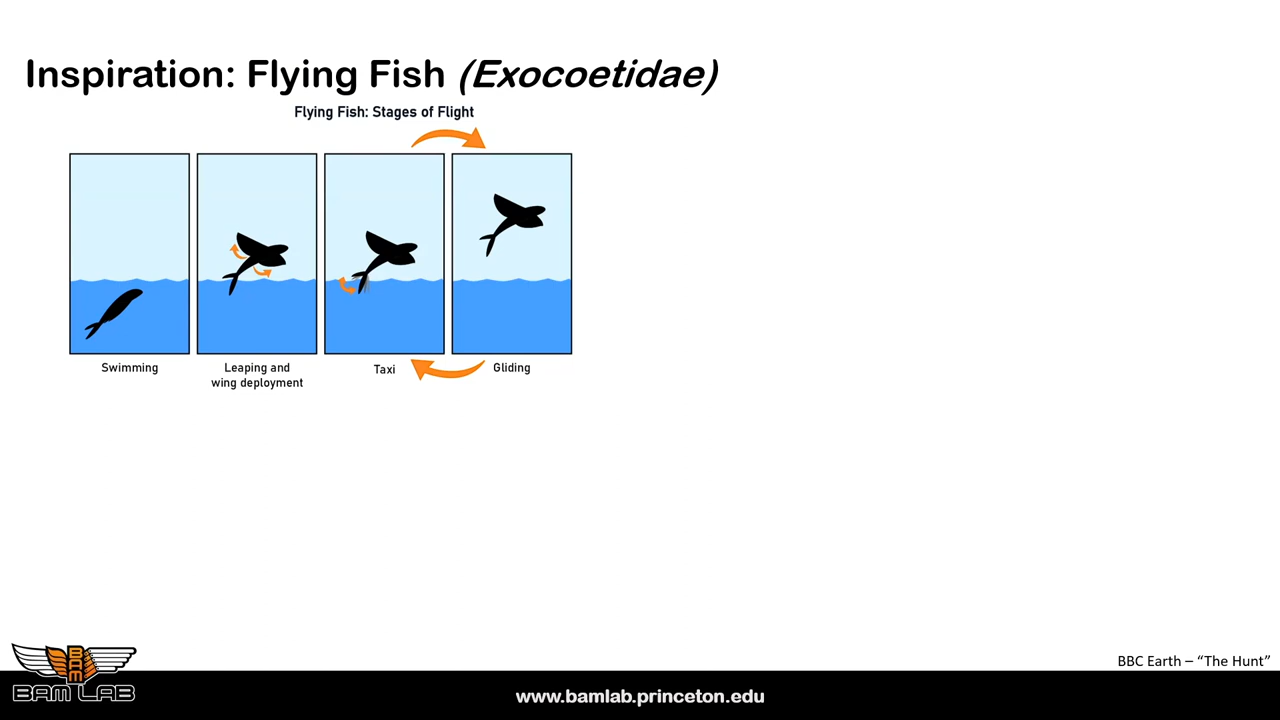 Inspiration: Flying Fish (Exocoetidae)
Flying Fish: Stages of Flight
Swimming
Leaping and
wing deployment
Taxi
Gliding
BAM
BAM LAB
BBC Earth – “The Hunt”
www.bamlab.princeton.edu